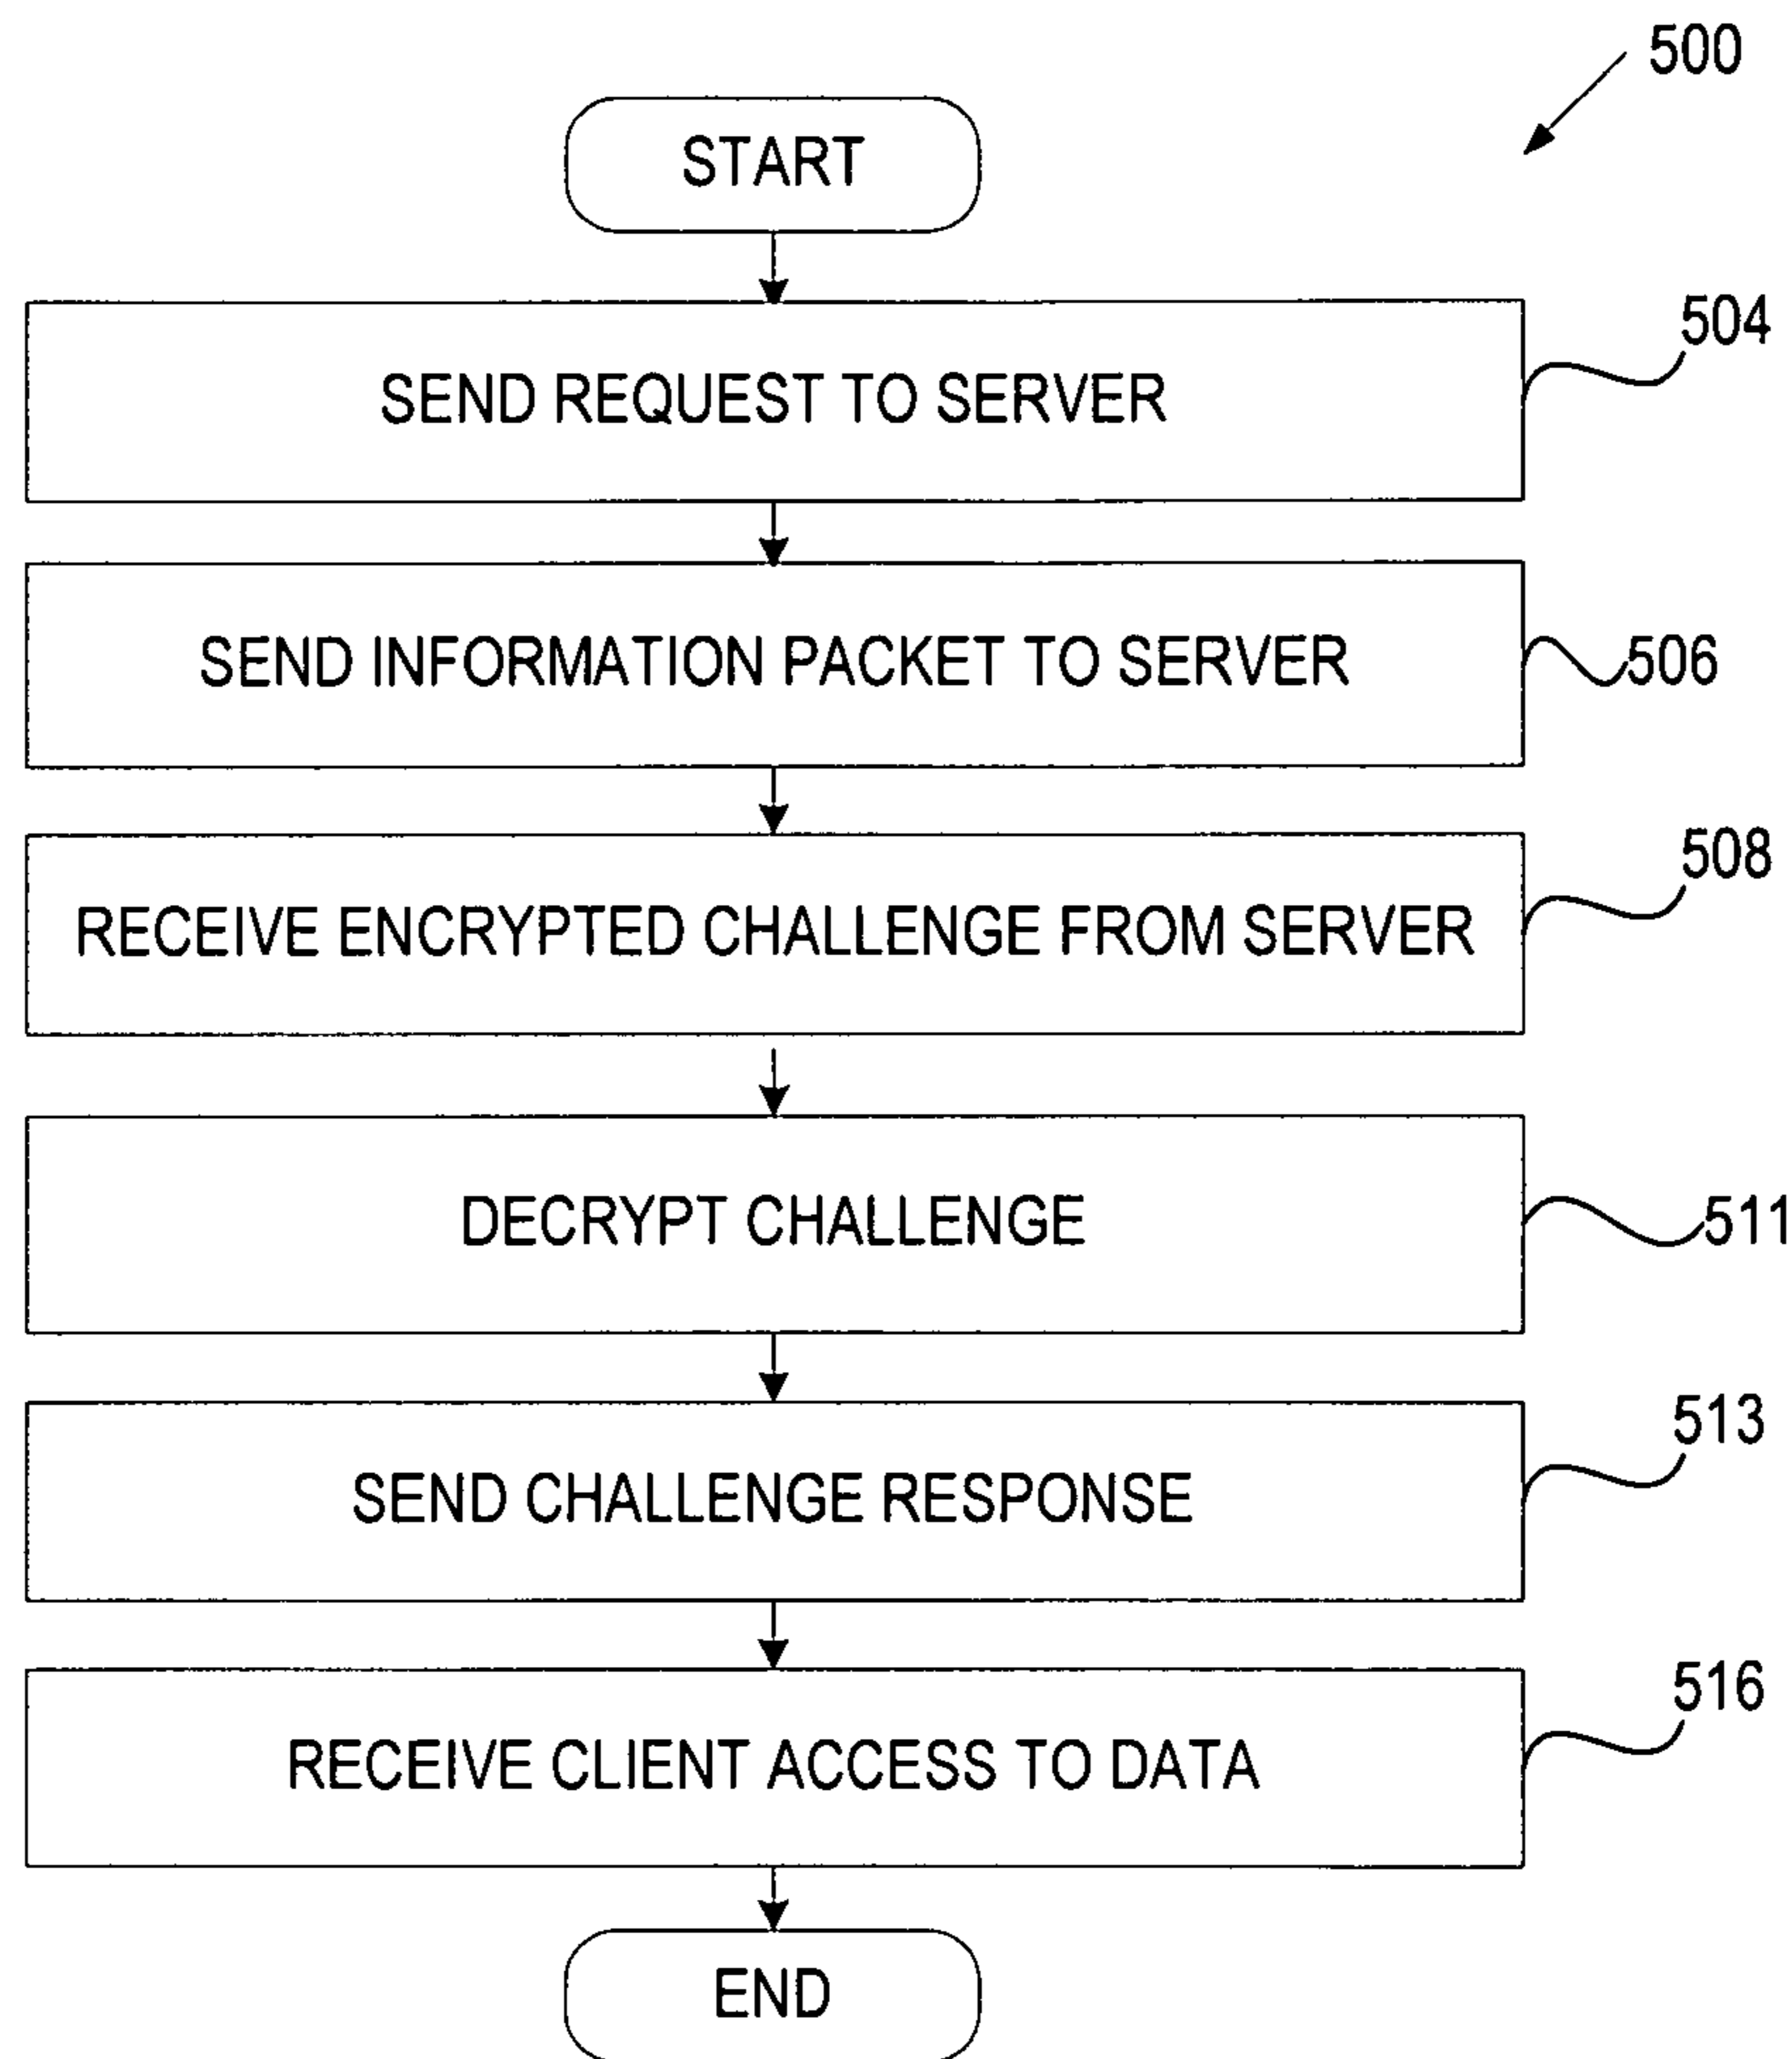 500
START
504
SEND REQUEST TO SERVER
SEND INFORMATION PACKET TO SERVER
506
508
RECEIVE ENCRYPTED CHALLENGE FROM SERVER
DECRYPT CHALLENGE
511
513
SEND CHALLENGE RESPONSE
516
RECEIVE CLIENT ACCESS TO DATA
END